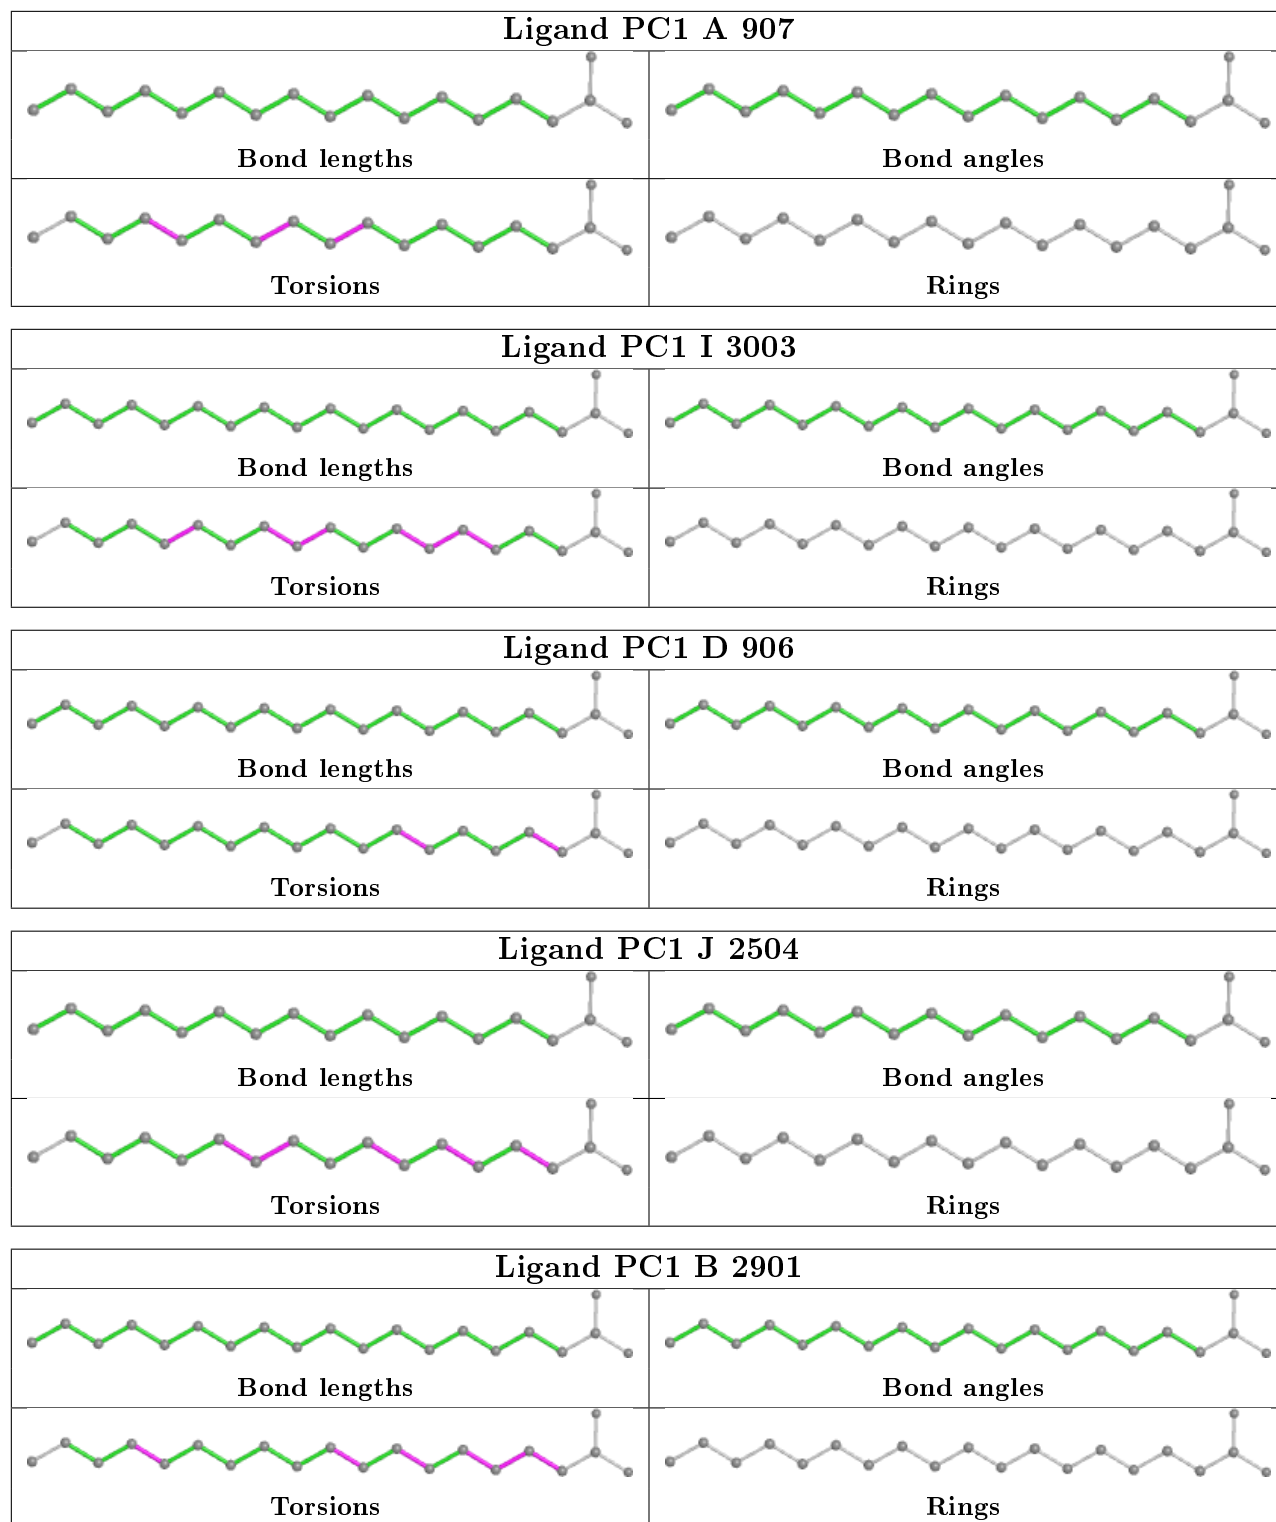 Ligand PC1 A 907
Bond lengths
Bond angles
Torsions
Rings
Ligand PC1 I 3003
Bond lengths
Bond angles
Torsions
Rings
Ligand PC1 D 906
Bond lengths
Bond angles
Torsions
Rings
Ligand PC1 J 2504
Bond lengths
Bond angles
Torsions
Rings
Ligand PC1 B 2901
Bond lengths
Bond angles
Torsions
Rings